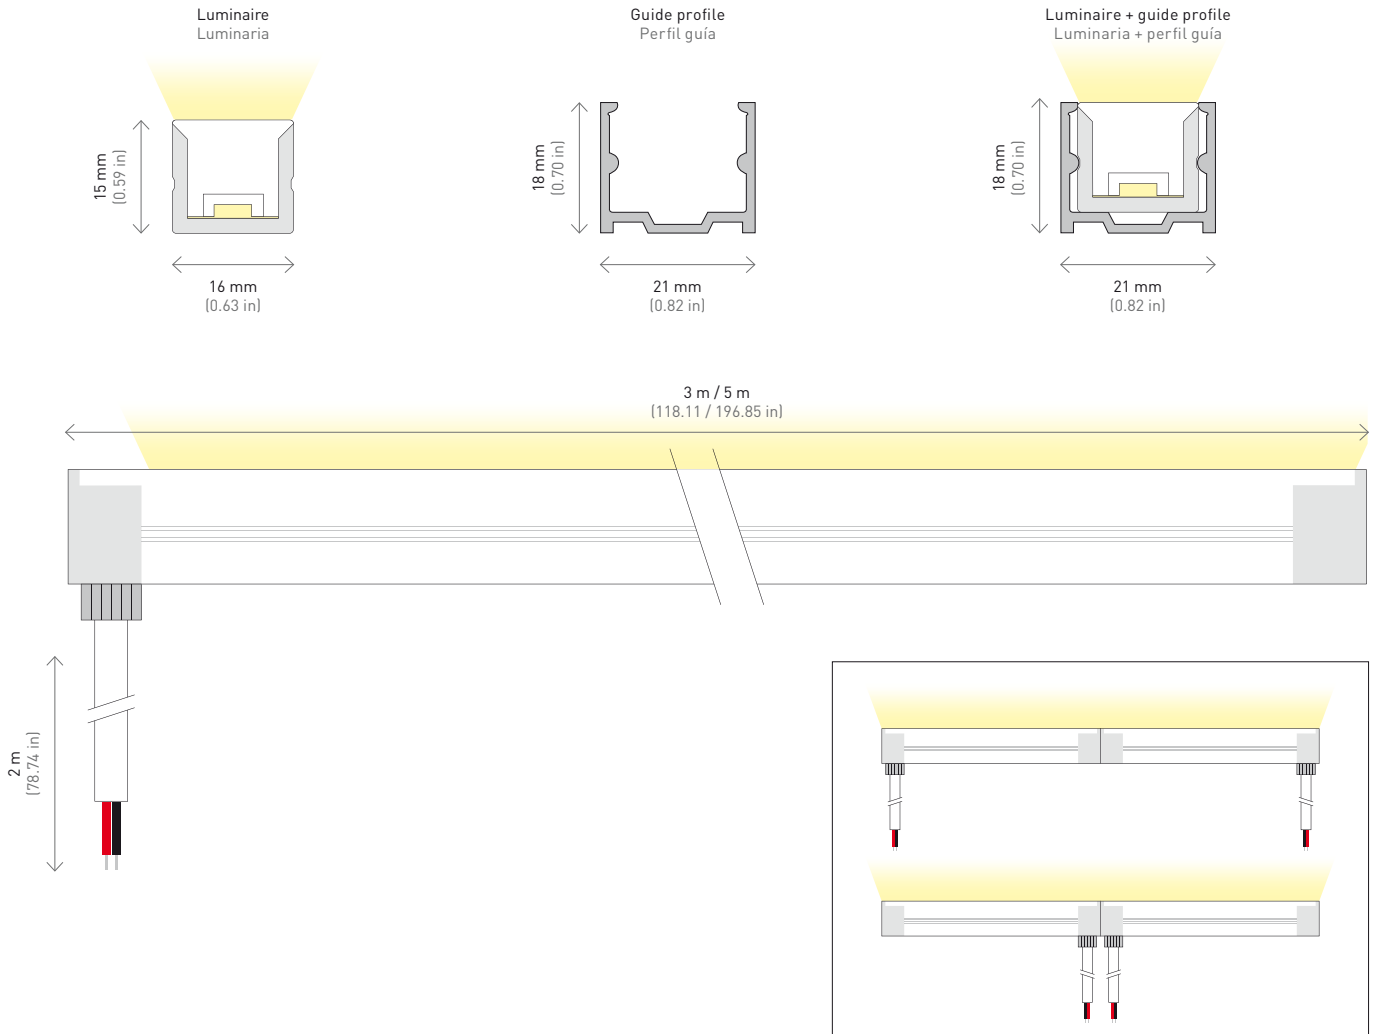 Luminaire
Luminaria
Guide profile
Perfil guía
Luminaire + guide profile
Luminaria + perfil guía
15 mm
(0.59 in)
18 mm
(0.70 in)
18 mm
(0.70 in)
16 mm
(0.63 in)
21 mm
(0.82 in)
21 mm
(0.82 in)
3 m / 5 m
(118.11 / 196.85 in)
2 m
(78.74 in)